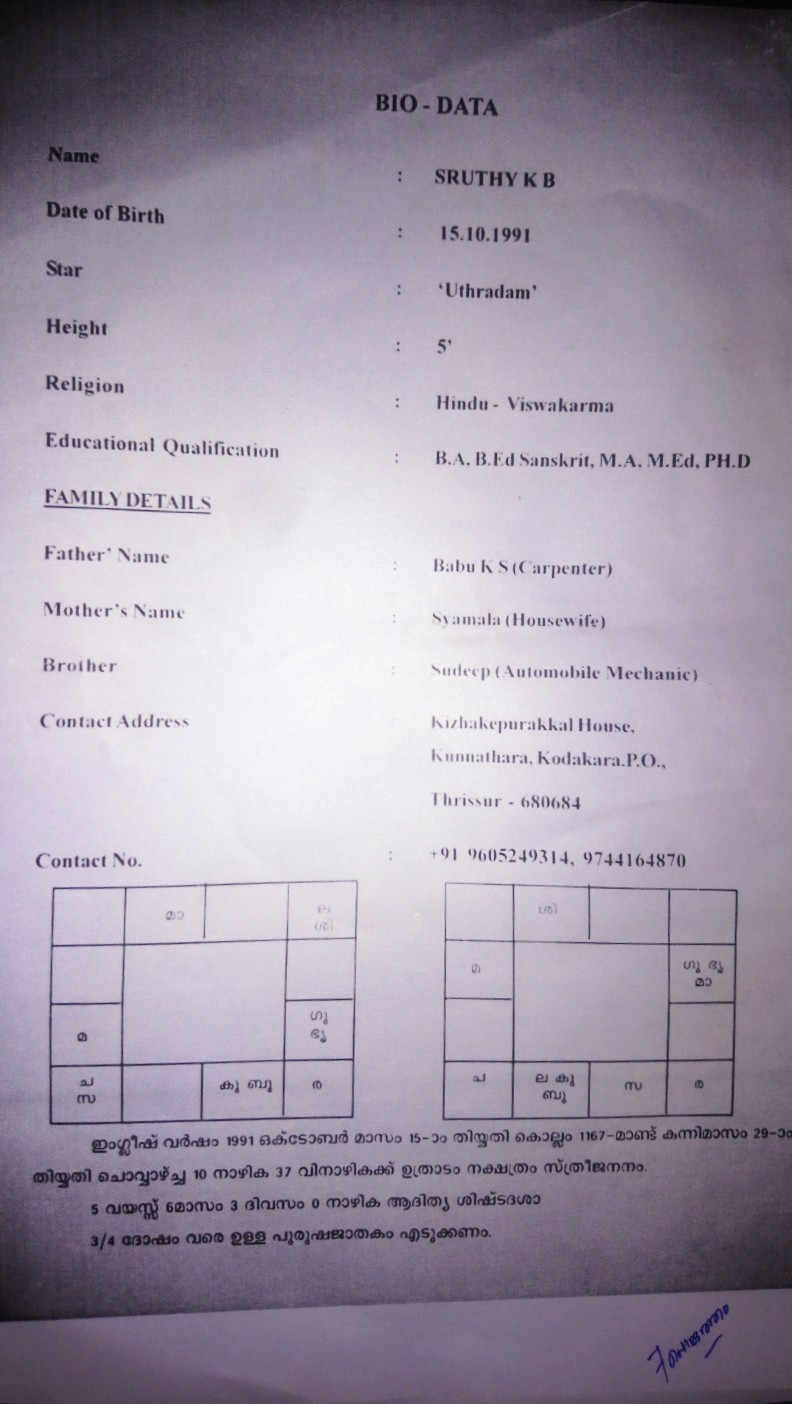 BIO - DATA
Name : SRUTHY K B
Date of Birth : 15.10.1991
Star : ‘Uthradam’
Height : 5’
Religion : Hindu - Viswakarma
Educational Qualification : B.A, B.Ed Sanskrit, M.A, M.Ed, PH.D
FAMILY DETAILS
Father’ Name : Babu K S (Carpenter)
Mother’s Name : Syamala (Housewife)
Brother : Sudeep (Automobile Mechanic)
Contact Address : Kizhakepurakkal House,
Kunnathara, Kodakara.P.O.,
Thrissur - 680684
Contact No. : +91 9605249314, 9744164870
മാ ല
ശി
മ ഗു
ഭൃ
ച
സ
കു ബു ര
ശി
മ ഗു ഭൃ
മാ
ച ല കു
ബു
സ ര
ഇംഗ്ലീഷ് വർഷം 1991 ഒക്ടോബർ മാസം 15-ാം തിയ്യതി കൊല്ലം 1167-മാണ്ട് കന്നിമാസം 29-ാം
തിയ്യതി ചൊവ്വാഴ്ച്ച 10 നാഴിക 37 വിനാഴികക്ക് ഉത്രാടം നക്ഷത്രം സ്ത്രീജനനം.
5 വയസ്സ് 6മാസം 3 ദിവസം 0 നാഴിക ആദിത്യ ശിഷ്ടദശാ
3/4 ദോഷം വരെ ഉള്ള പുരുഷജാതകം എടുക്കണം.